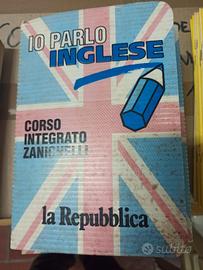 IO PARLO
INGLESE
CORSO
INTEGRATO
ZANICHELLI
la Repubblica
subito